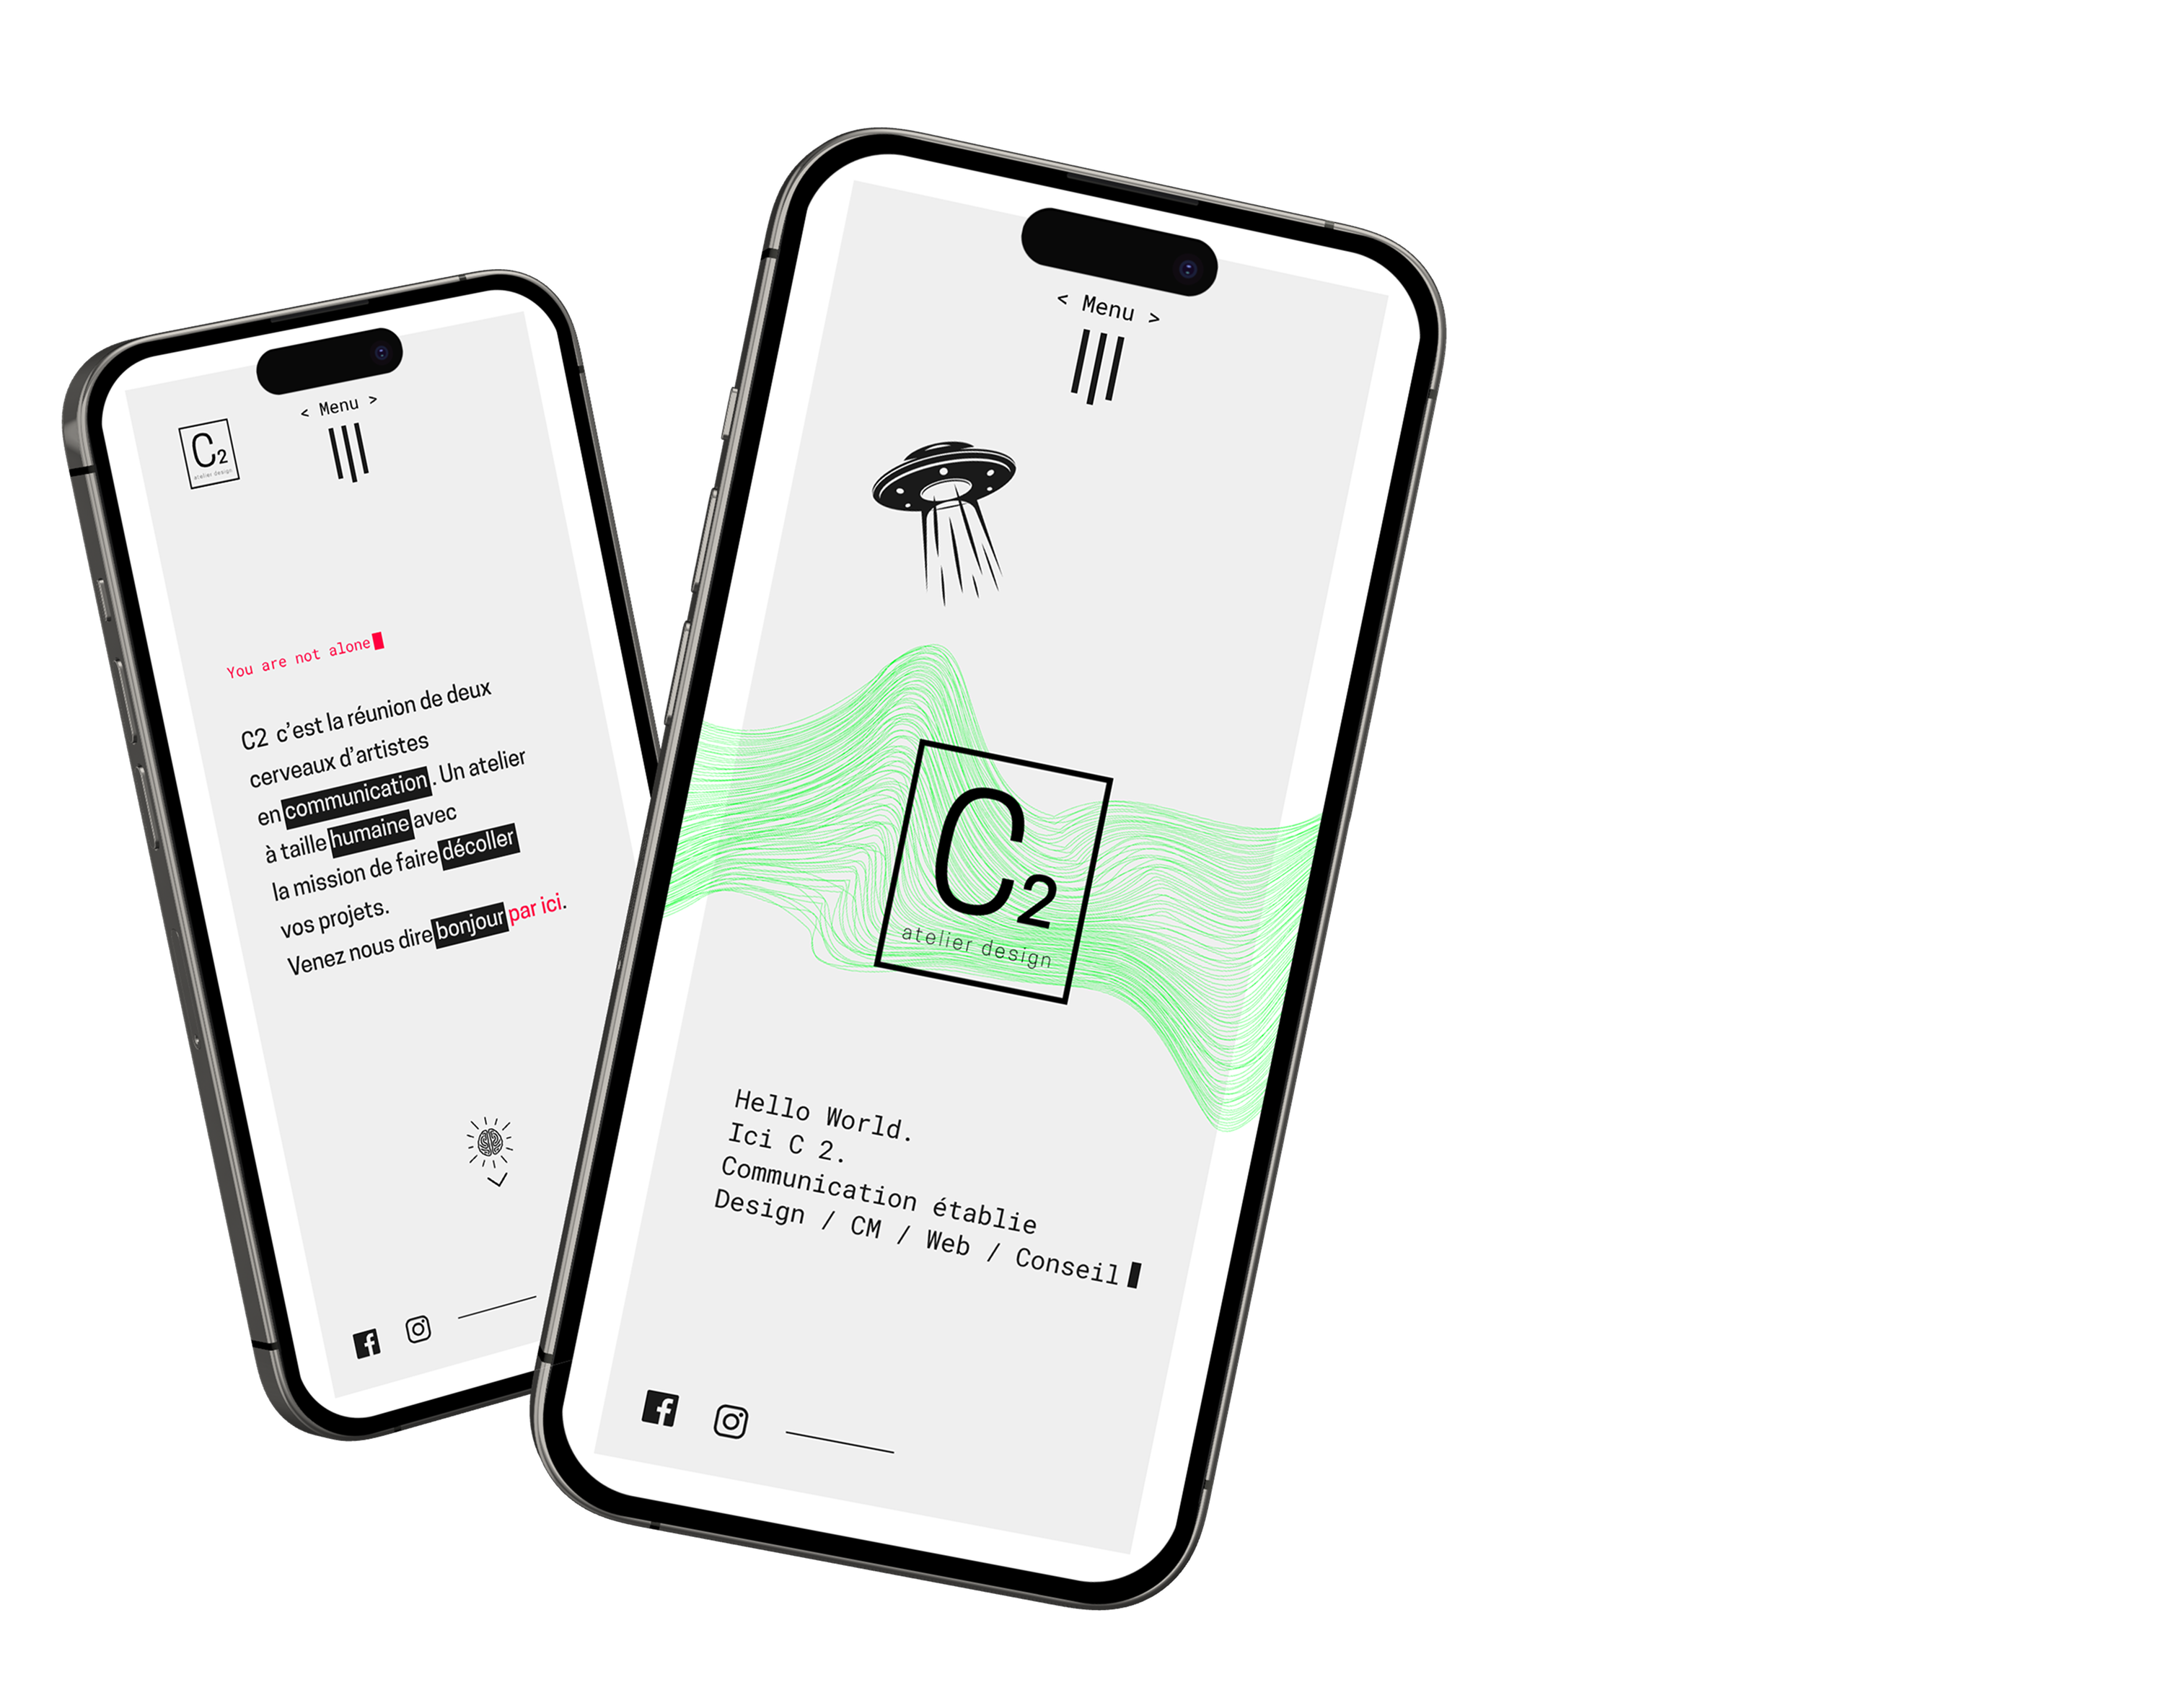 < Menu >
C2
atelier design
You are not alone
C2 c'est la réunion de deux
cerveaux d'artistes
en communication. Un atelier
à taille humaine avec
la mission de faire décoller
vos projets.
Venez nous dire bonjour par ici.
< Menu >
C2
atelier design
Hello World.
Ici C 2.
Communication établie
Design / CM / Web / Conseil